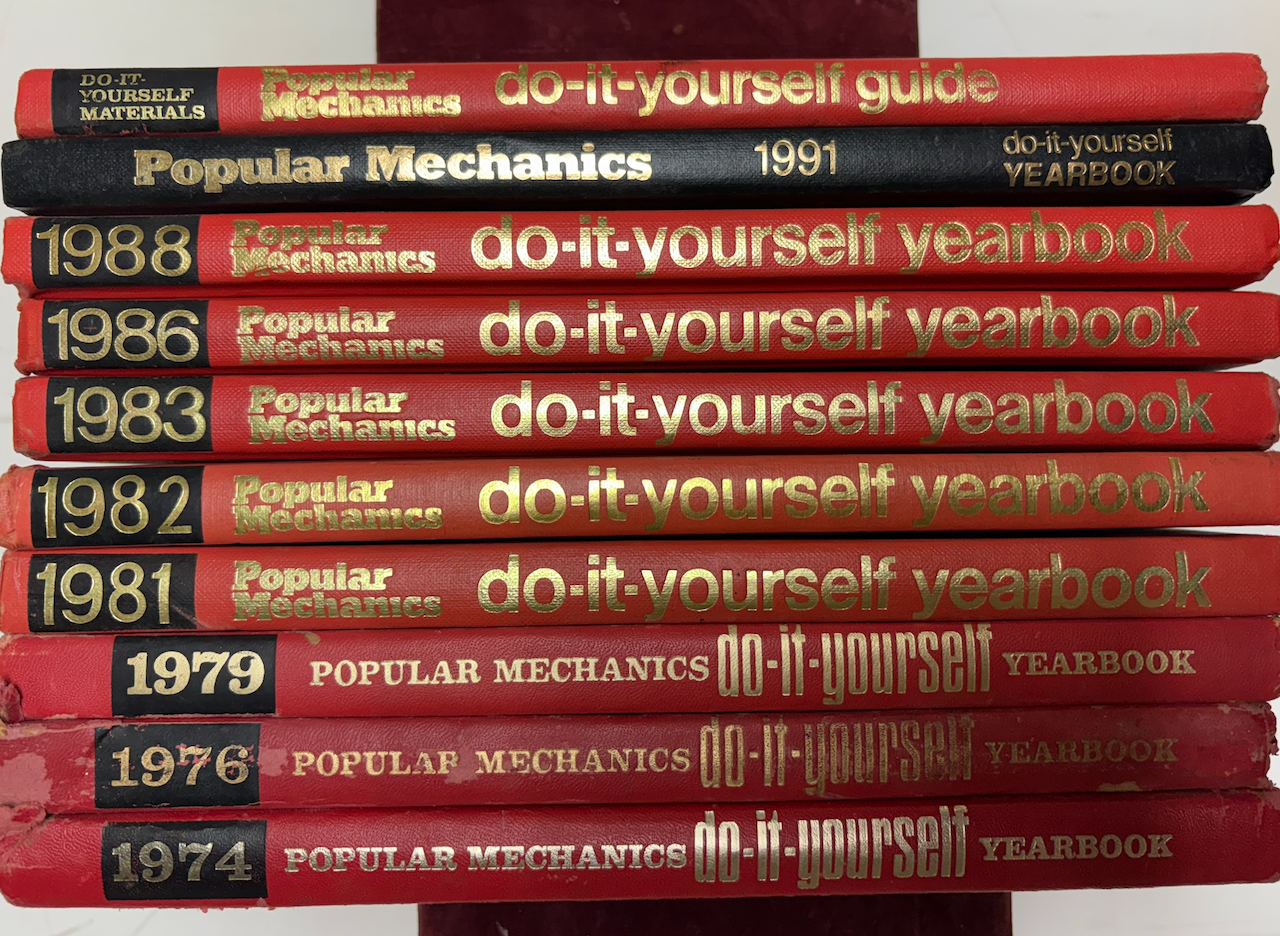 DO-IT-
YOURSELF
MATERIALS
Popular
Mechanics
do-it-yourself guide
Popular Mechanics
1991
do-it-yourself
YEARBOOK
1988
Popular
Mechanics
do-it-yourself yearbook
1986
Popular
Mechanics
do-it-yourself yearbook
1983
Popular
Mechanics
do-it-yourself yearbook
1982
Popular
Mechanics
do-it-yourself yearbook
1981
Popular
Mechanics
do-it-yourself yearbook
1979 POPULAR MECHANICS do-it-yourself YEARBOOK
1976 POPULAR MECHANICS do-it-yourself YEARBOOK
1974 POPULAR MECHANICS do-it-yourself YEARBOOK